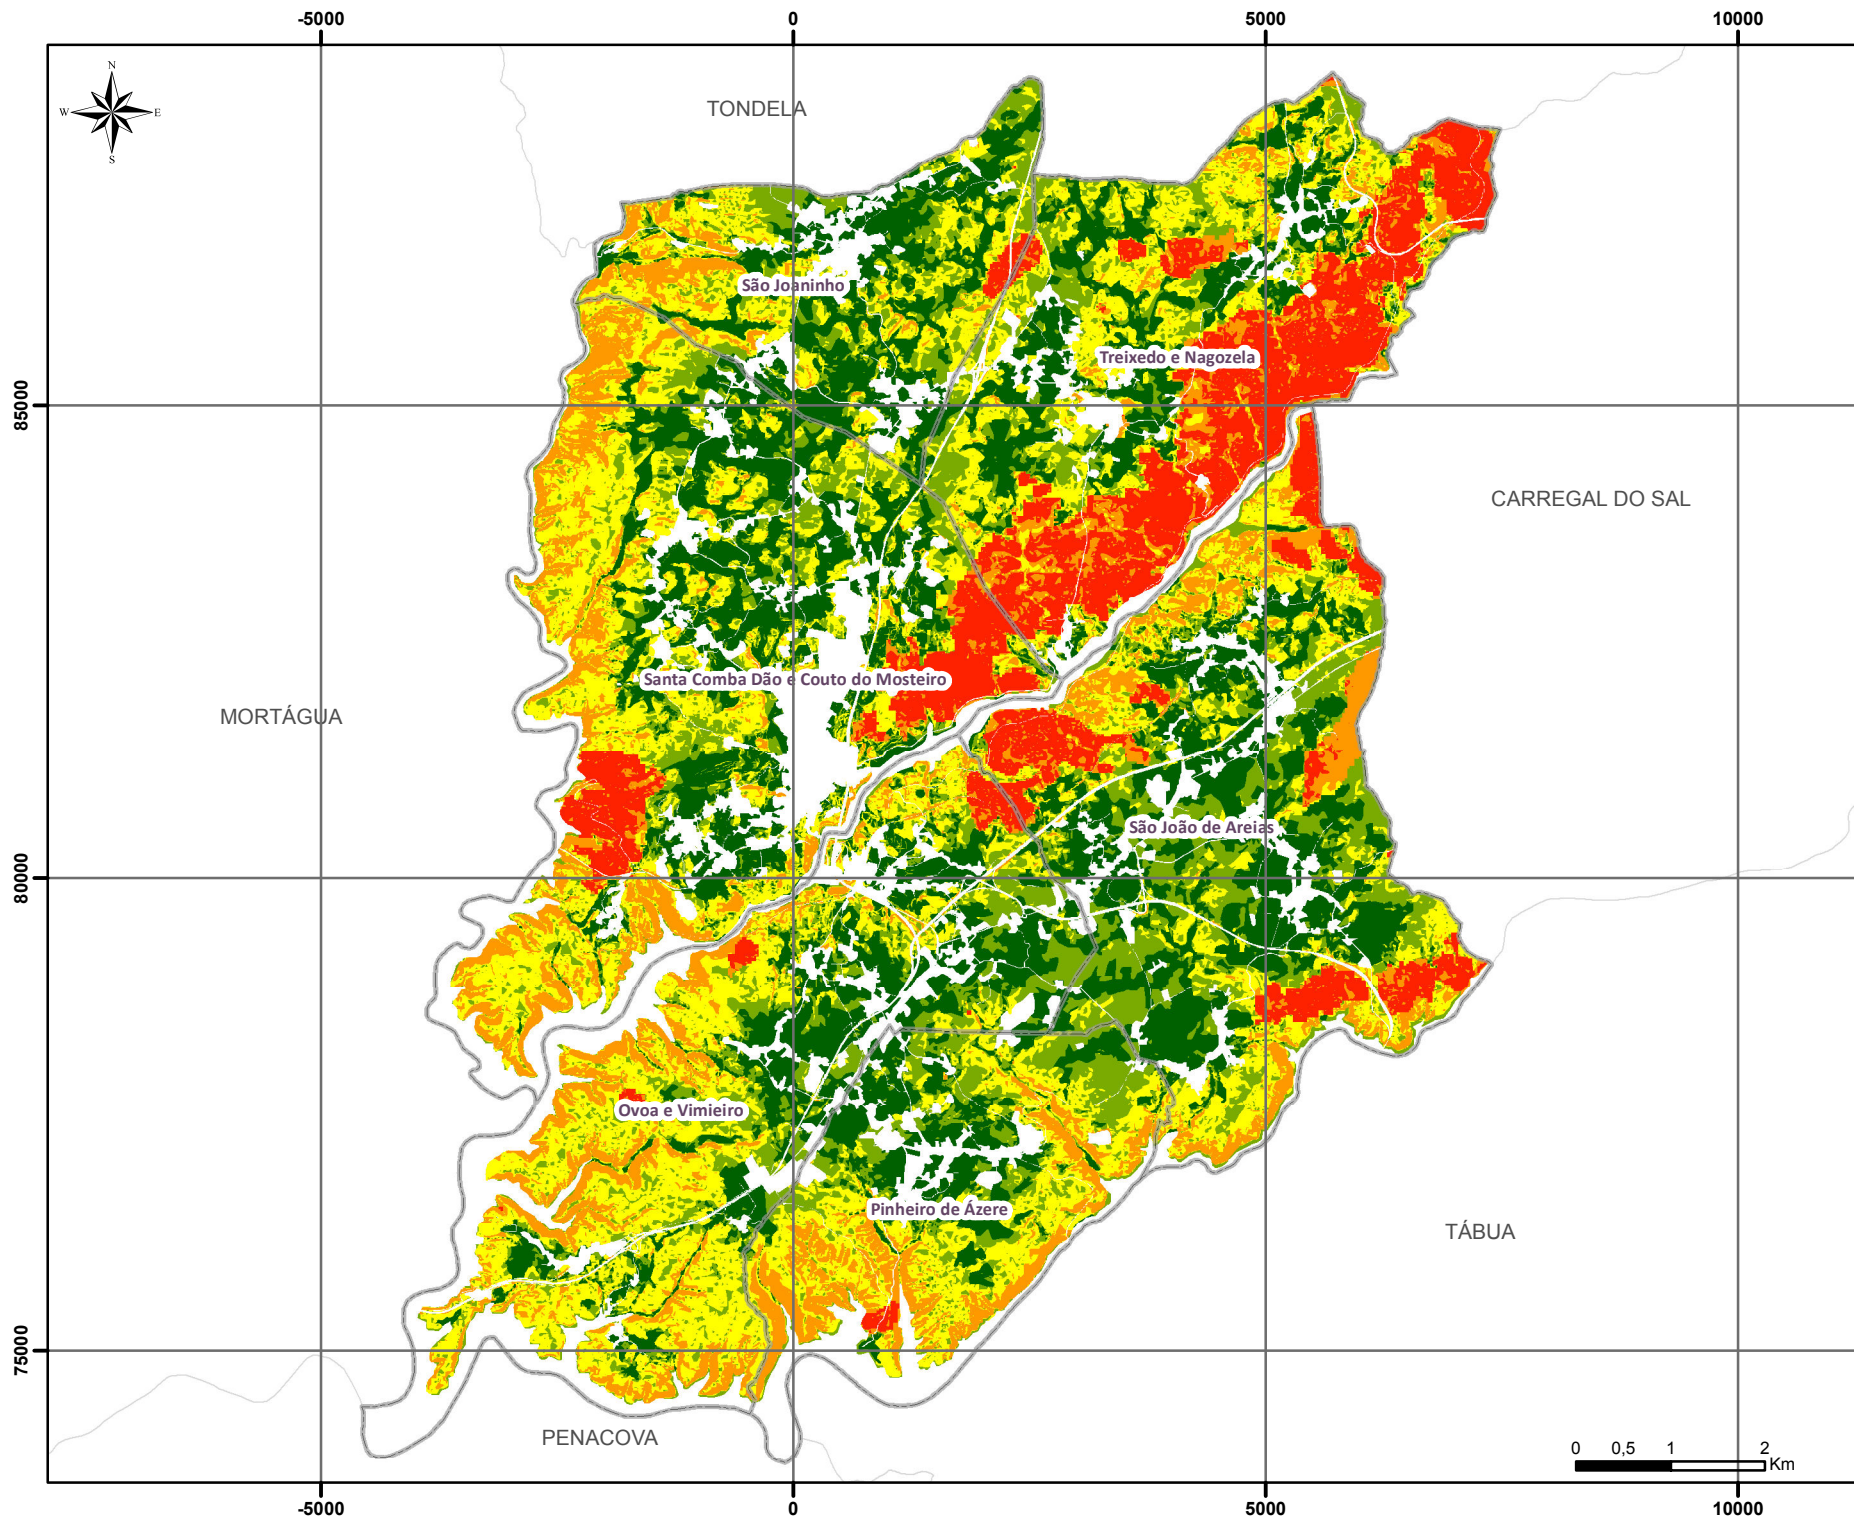 -5000 0 5000 10000
N
W E
S
TONDELA
São Joaninho
Treixedo e Nagozela
85000
CARREGAL DO SAL
Santa Comba Dão e Couto do Mosteiro
MORTÁGUA
São João de Areias
80000
Ovoa e Vimieiro
Pinheiro de Ázere
TÁBUA
75000
PENACOVA
0 0,5 1 2
Km
-5000 0 5000 10000